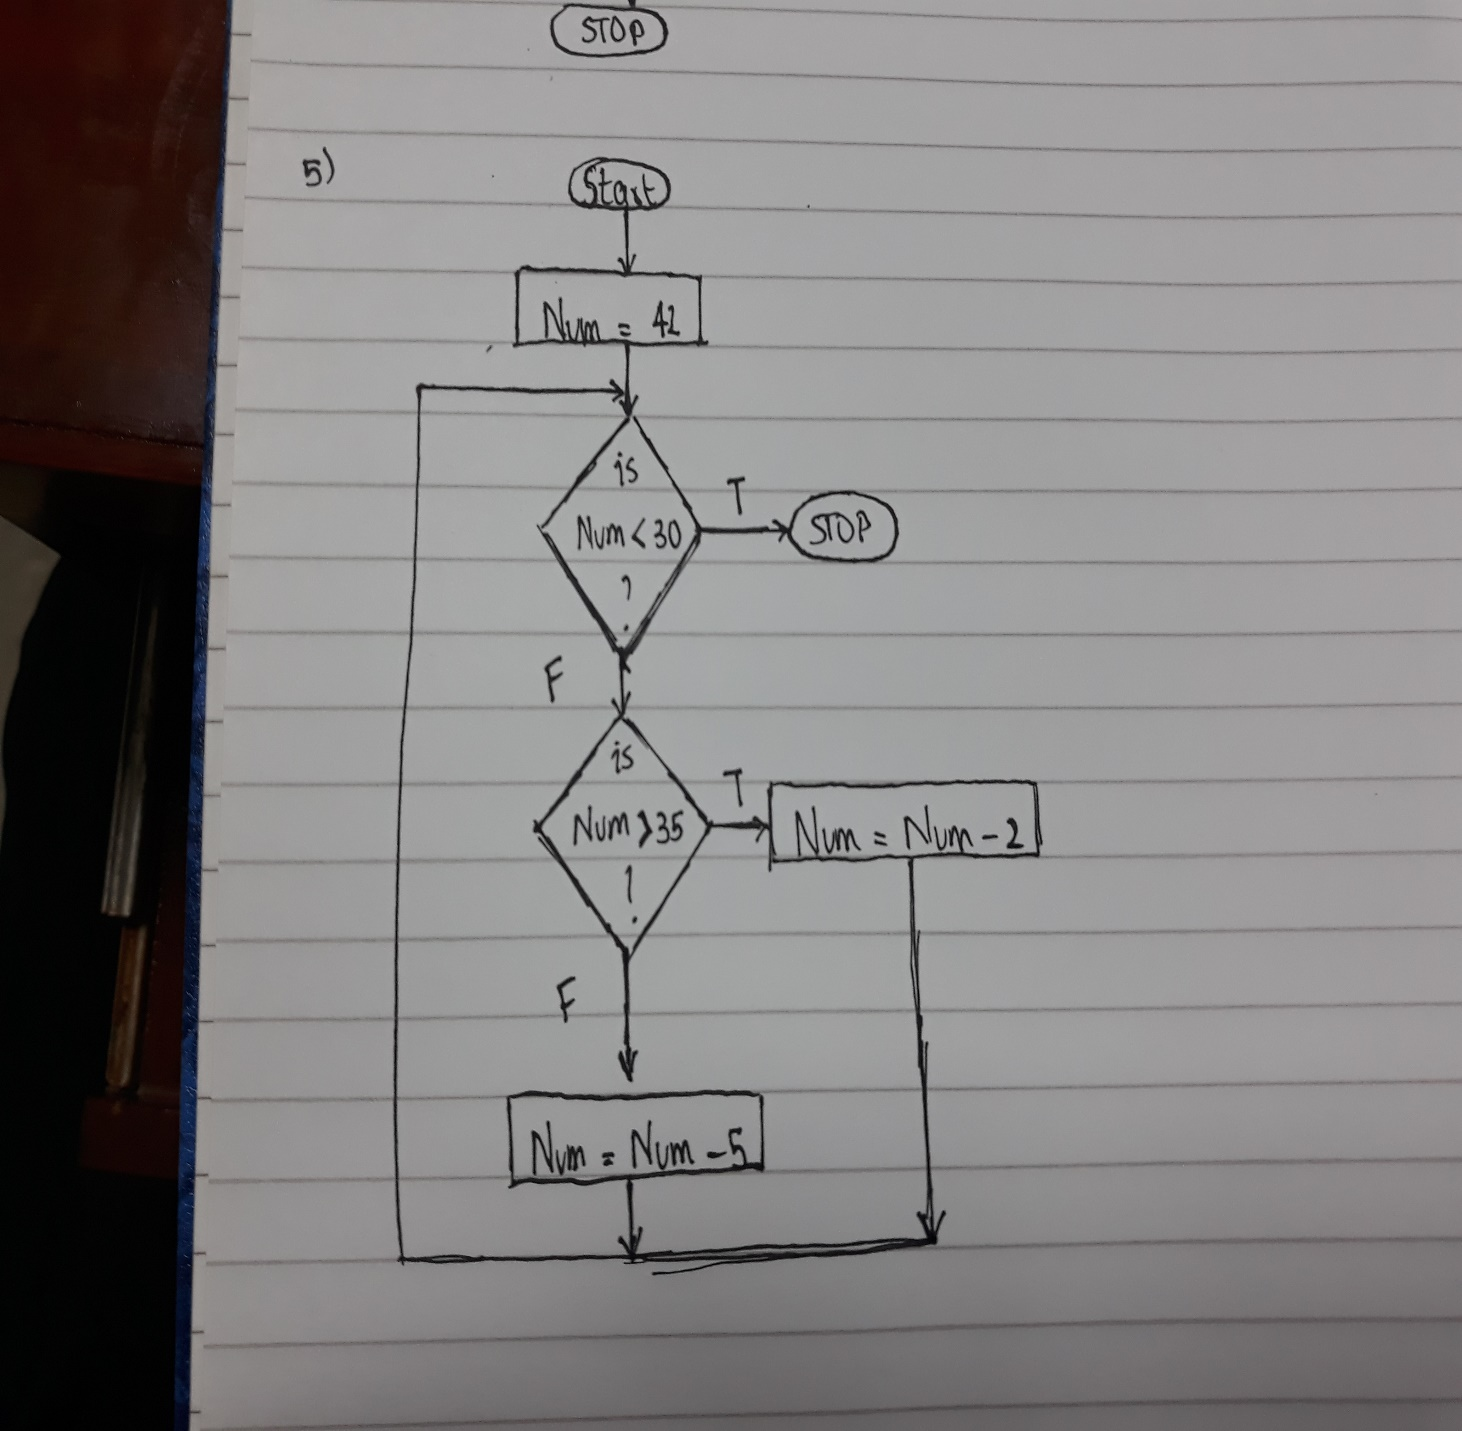 STOP
5)
Start
Num = 42
is
Num < 30
?
T
STOP
F
is
Num > 35
?
T
Num = Num - 2
F
Num = Num - 5